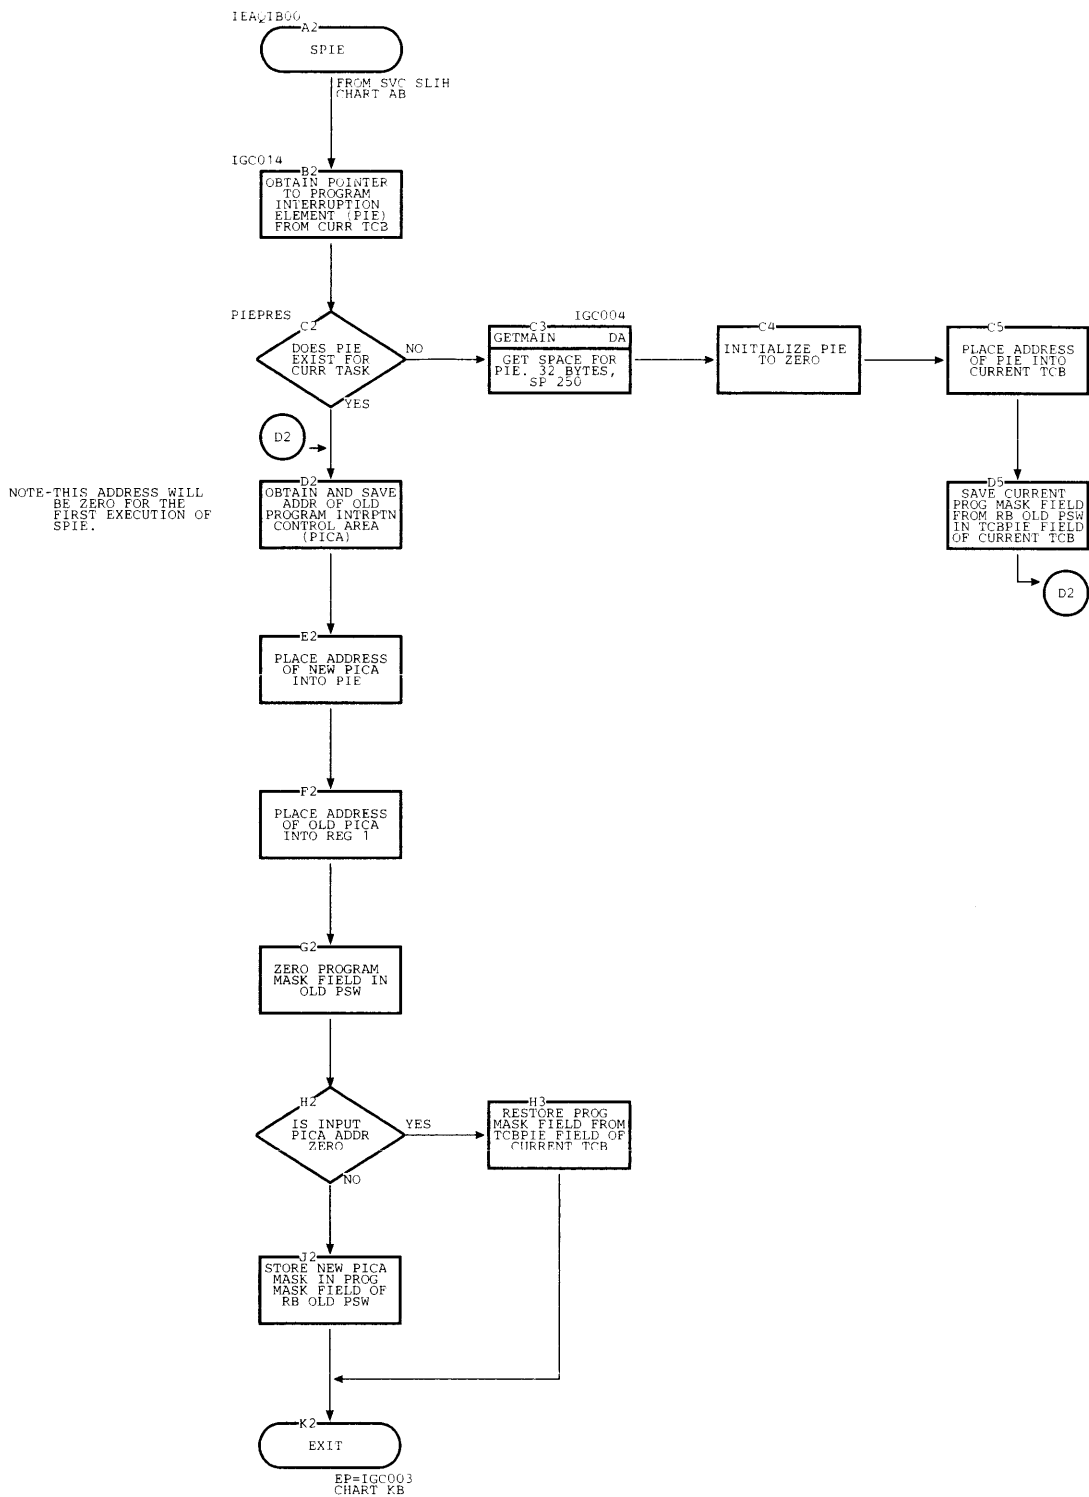 IEAQTB00
A2
SPIE
FROM SVC SLIH
CHART AB
IGC014
B2
OBTAIN POINTER
TO PROGRAM
INTERRUPTION
ELEMENT (PIE)
FROM CURR TCB
PIEPRES
C2
DOES PIE
EXIST FOR
CURR TASK
NO
YES
IGC004
C3
GETMAIN DA
GET SPACE FOR
PIE. 32 BYTES,
SP 250
C4
INITIALIZE PIE
TO ZERO
C5
PLACE ADDRESS
OF PIE INTO
CURRENT TCB
D2
NOTE-THIS ADDRESS WILL
BE ZERO FOR THE
FIRST EXECUTION OF
SPIE.
D2
OBTAIN AND SAVE
ADDR OF OLD
PROGRAM INTRPTN
CONTROL AREA
(PICA)
D5
SAVE CURRENT
PROG MASK FIELD
FROM RB OLD PSW
IN TCBPIE FIELD
OF CURRENT TCB
D2
E2
PLACE ADDRESS
OF NEW PICA
INTO PIE
F2
PLACE ADDRESS
OF OLD PICA
INTO REG 1
G2
ZERO PROGRAM
MASK FIELD IN
OLD PSW
H2
IS INPUT
PICA ADDR
ZERO
YES
NO
H3
RESTORE PROG
MASK FIELD FROM
TCBPIE FIELD OF
CURRENT TCB
J2
STORE NEW PICA
MASK IN PROG
MASK FIELD OF
RB OLD PSW
K2
EXIT
EP=IGC003
CHART KB